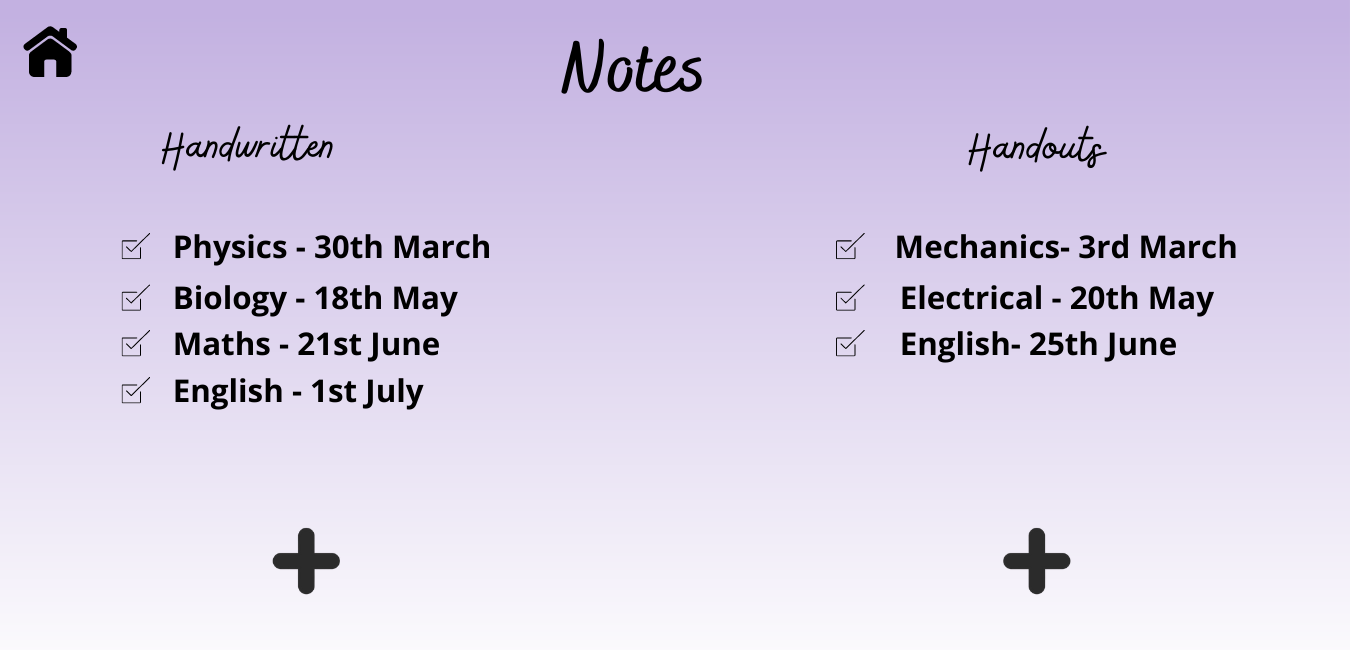 Notes
Handwritten
Physics - 30th March
Biology - 18th May
Maths - 21st June
English - 1st July
Handouts
Mechanics- 3rd March
Electrical - 20th May
English- 25th June